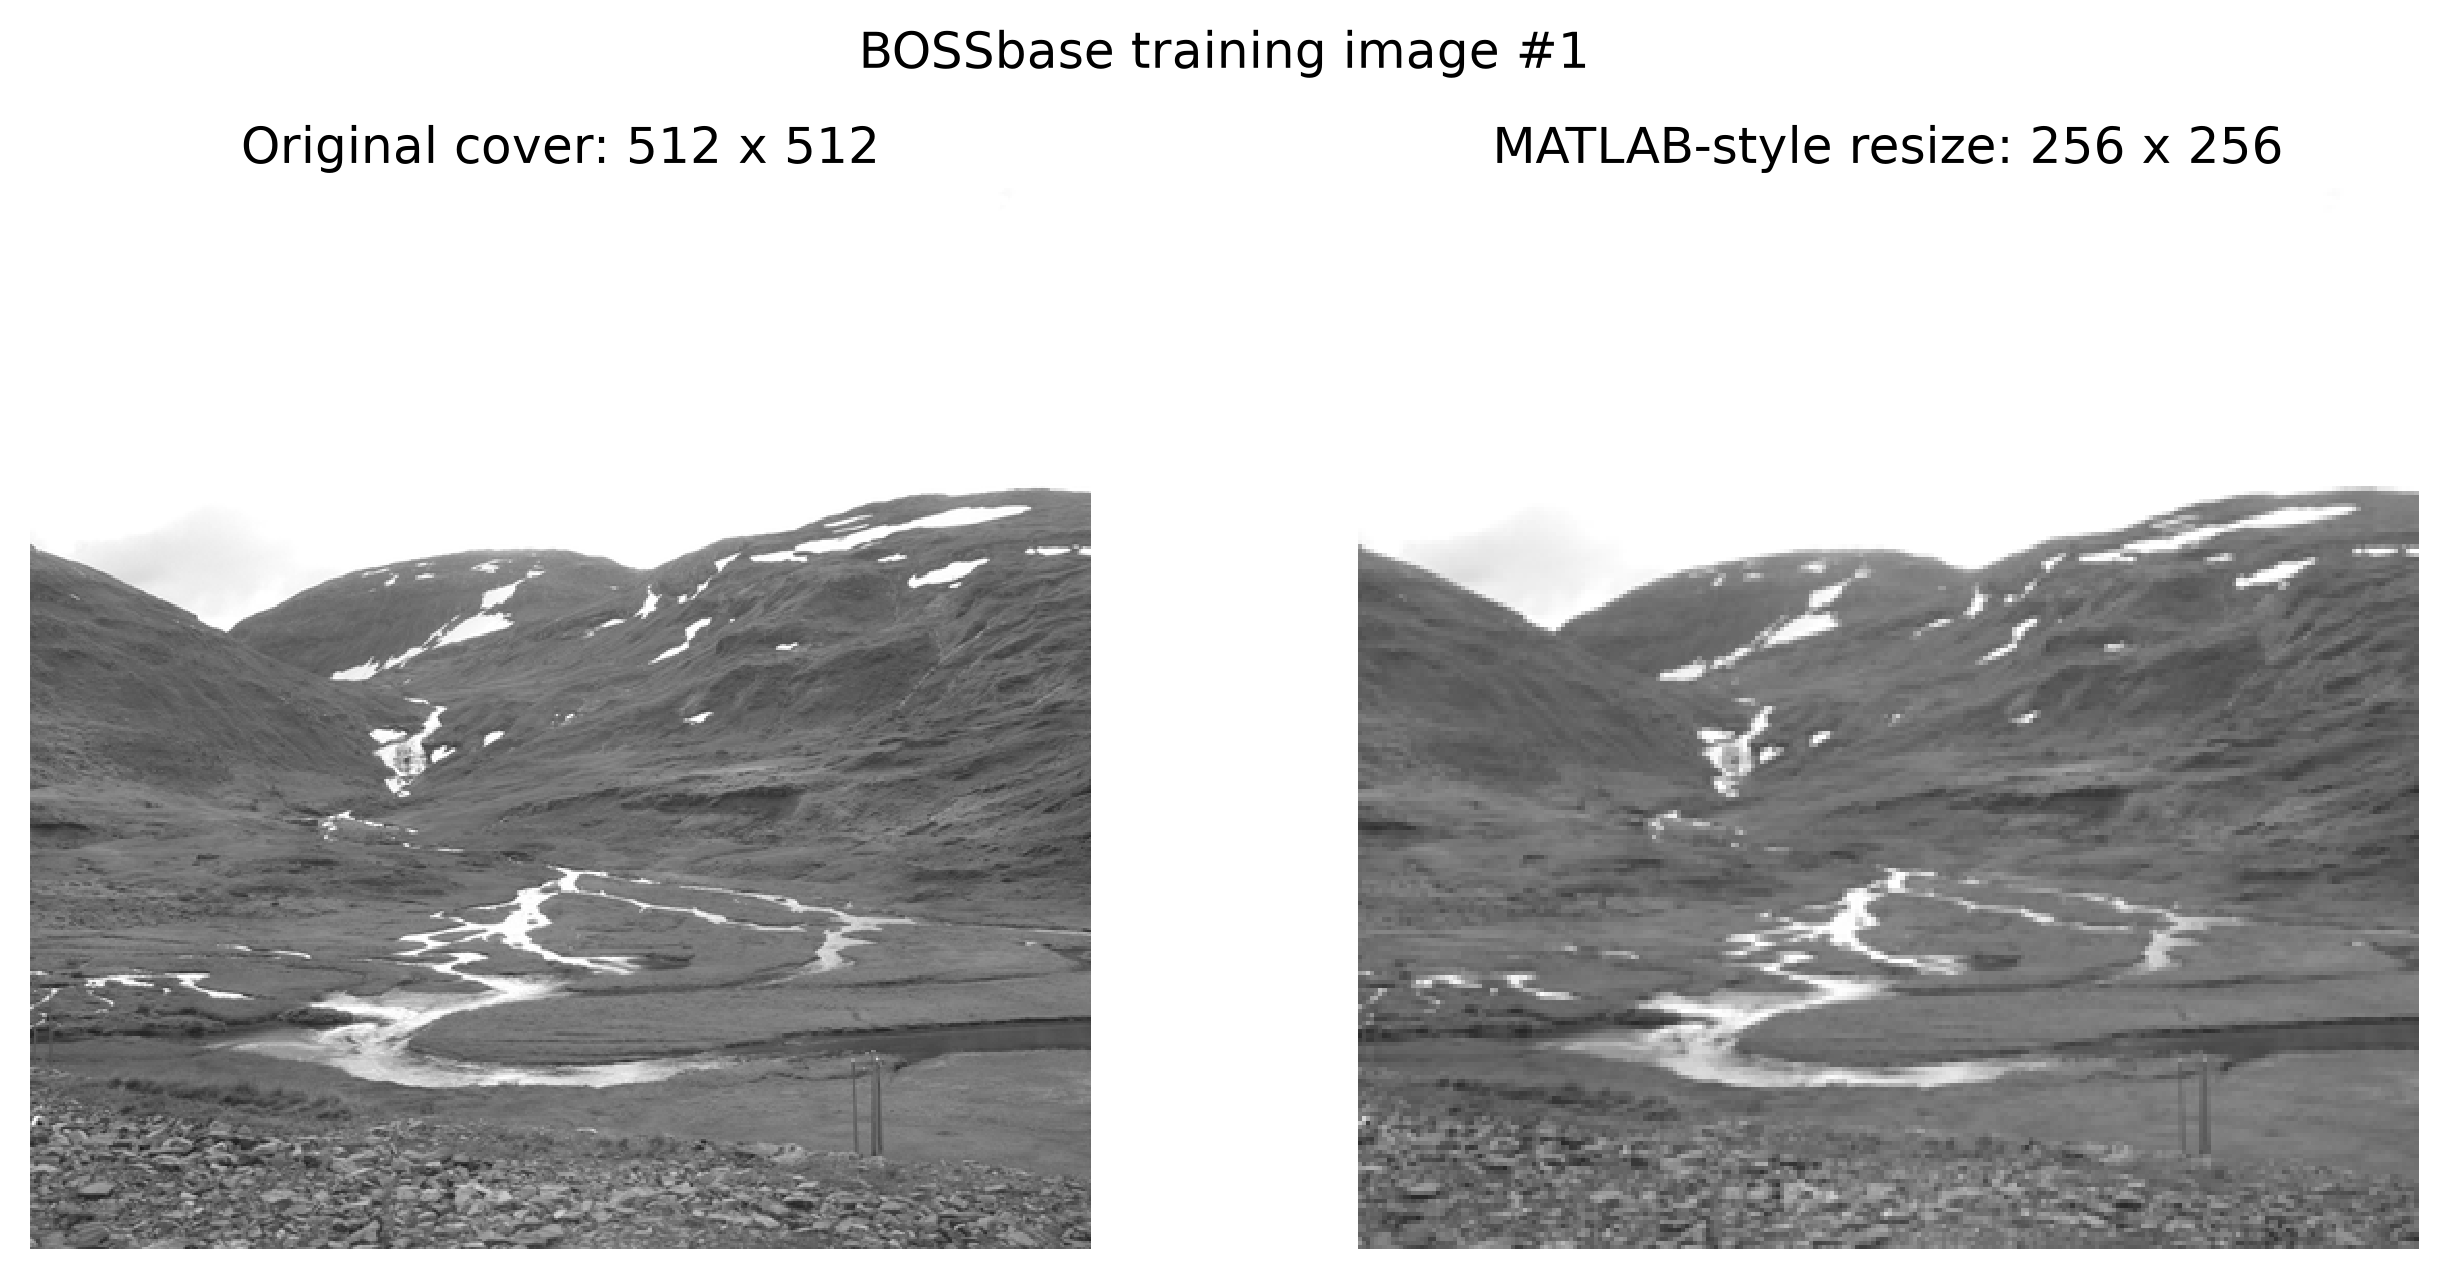 BOSSbase training image #1
Original cover: 512 x 512
MATLAB-style resize: 256 x 256